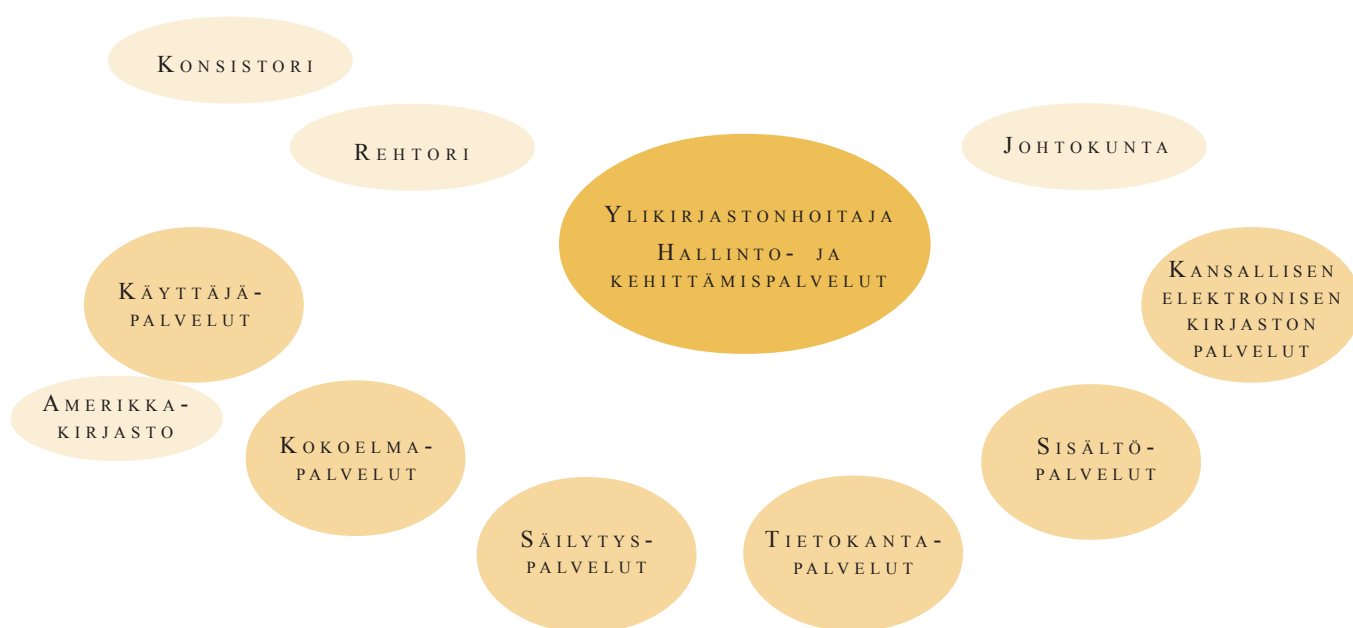 Konsistori
Rehtori
Johtokunta
Ylikirjastonhoitaja
Hallinto- ja
kehittämispalvelut
Käyttäjä-
palvelut
Kansallisen
elektronisen
kirjaston
palvelut
Amerikka-
kirjasto
Kokoelma-
palvelut
Sisältö-
palvelut
Säilytys-
palvelut
Tietokanta-
palvelut